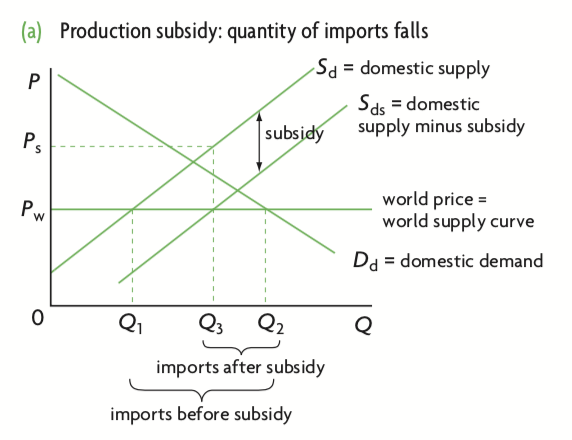 (a) Production subsidy: quantity of imports falls
P
Sd = domestic supply
Sds = domestic
supply minus subsidy
subsidy
Ps
Pw
world price =
world supply curve
Dd = domestic demand
0
Q1
Q3
Q2
Q
imports after subsidy
imports before subsidy